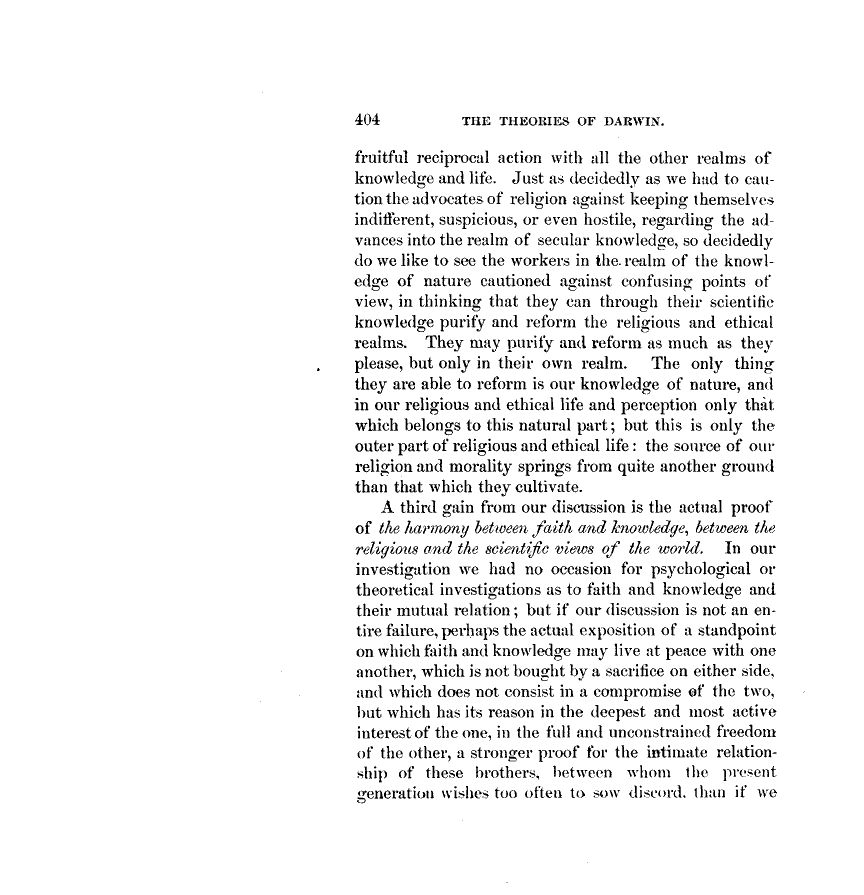 404 THE THEORIES OF DARWIN.
fruitful reciprocal action with all the other realms of
knowledge and life. Just as decidedly as we had to cau-
tion the advocates of religion against keeping themselves
indifferent, suspicious, or even hostile, regarding the ad-
vances into the realm of secular knowledge, so decidedly
do we like to see the workers in the realm of the knowl-
edge of nature cautioned against confusing points of
view, in thinking that they can through their scientific
knowledge purify and reform the religious and ethical
realms. They may purify and reform as much as they
please, but only in their own realm. The only thing
they are able to reform is our knowledge of nature, and
in our religious and ethical life and perception only that
which belongs to this natural part; but this is only the
outer part of religious and ethical life: the source of our
religion and morality springs from quite another ground
than that which they cultivate.
A third gain from our discussion is the actual proof
of the harmony between faith and knowledge, between the
religious and the scientific views of the world. In our
investigation we had no occasion for psychological or
theoretical investigations as to faith and knowledge and
their mutual relation; but if our discussion is not an en-
tire failure, perhaps the actual exposition of a standpoint
on which faith and knowledge may live at peace with one
another, which is not bought by a sacrifice on either side,
and which does not consist in a compromise of the two,
but which has its reason in the deepest and most active
interest of the one, in the full and unconstrained freedom
of the other, a stronger proof for the intimate relation-
ship of these brothers, between whom the present
generation wishes too often to sow discord, than if we